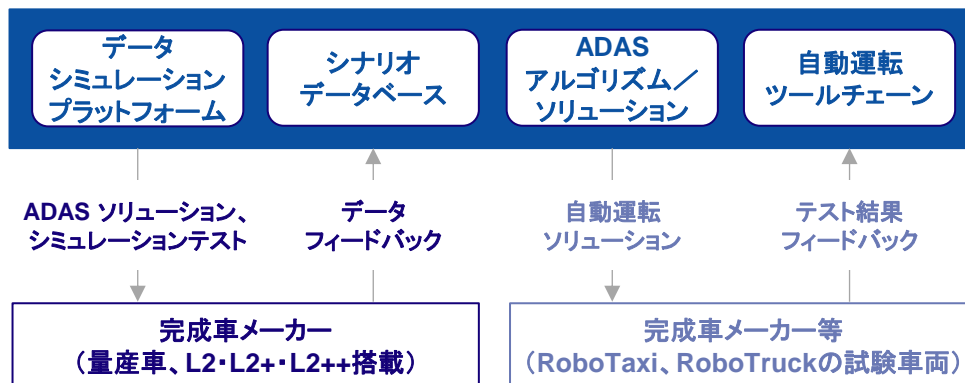 データ
シミュレーション
プラットフォーム
シナリオ
データベース
ADAS
アルゴリズム／
ソリューション
自動運転
ツールチェーン
ADAS ソリューション、
シミュレーションテスト
データ
フィードバック
自動運転
ソリューション
テスト結果
フィードバック
完成車メーカー
（量産車、L2・L2+・L2++搭載）
完成車メーカー等
（RoboTaxi、RoboTruckの試験車両）